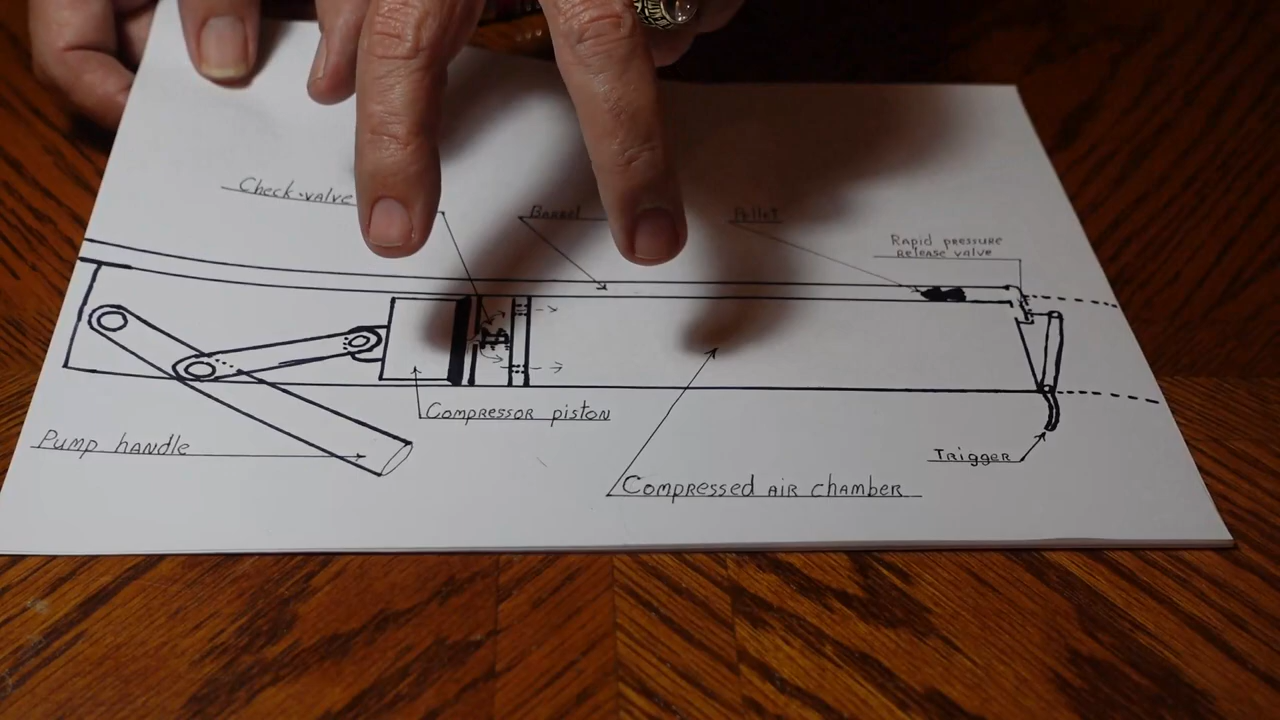 Check-valve
Barrel
Pellet
Rapid pressure
release valve
Compressor piston
Pump handle
Trigger
Compressed air chamber